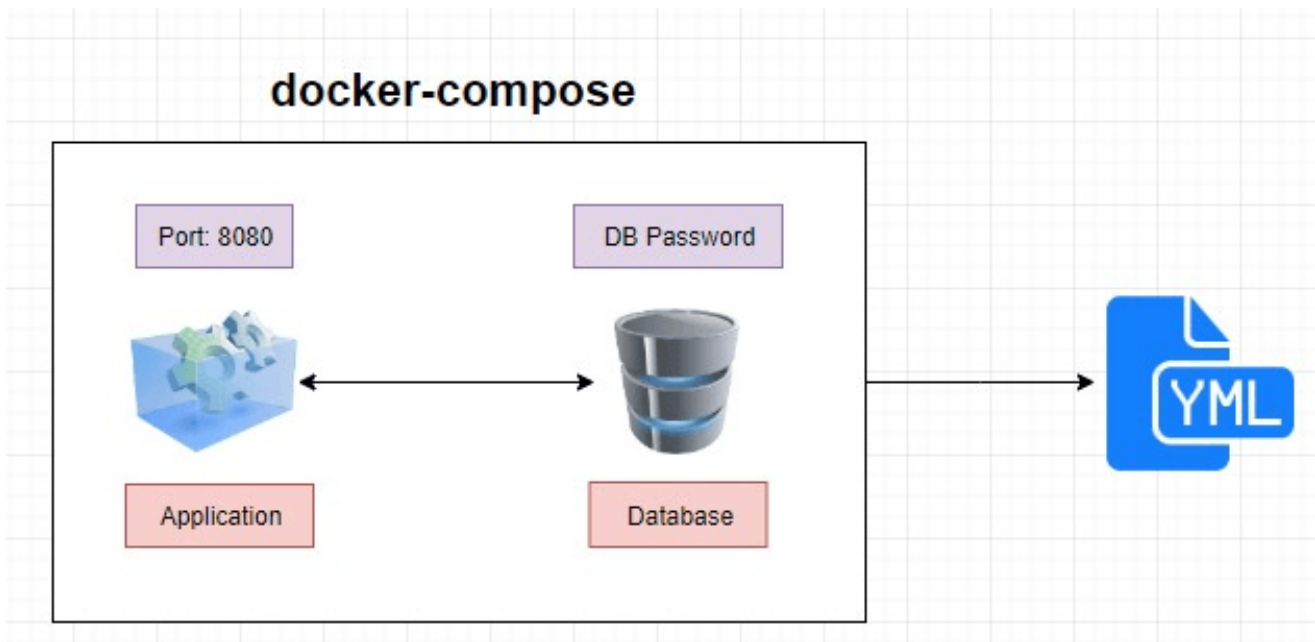 docker-compose
Port: 8080
DB Password
YML
Application
Database